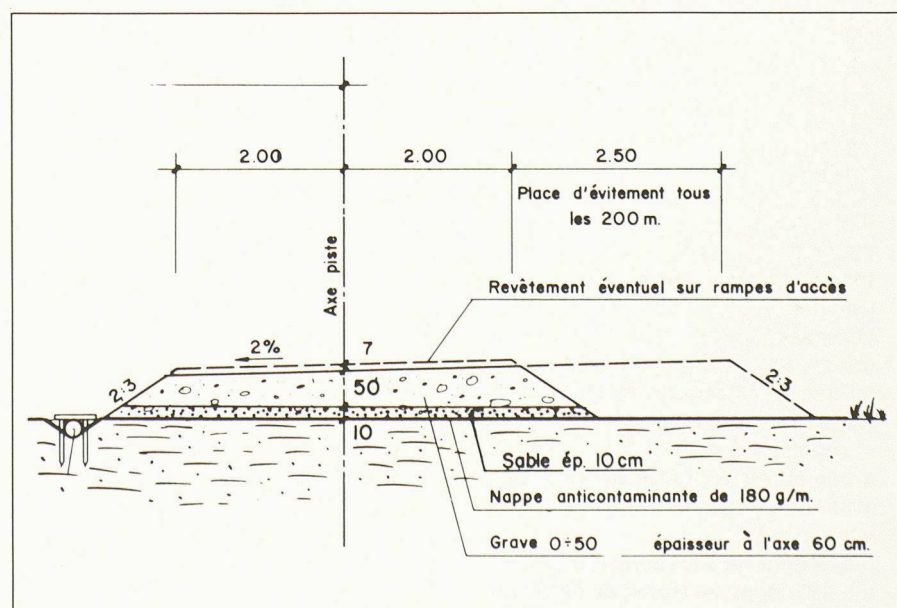 2.00
2.00
2.50
Place d'évitement tous
les 200 m.
Axe piste
Revêtement éventuel sur rampes d'accès
2%
7
2:3
50
2:3
10
Sable ép. 10 cm
Nappe anticontaminante de 180 g/m.
Grave 0÷50 épaisseur à l'axe 60 cm.